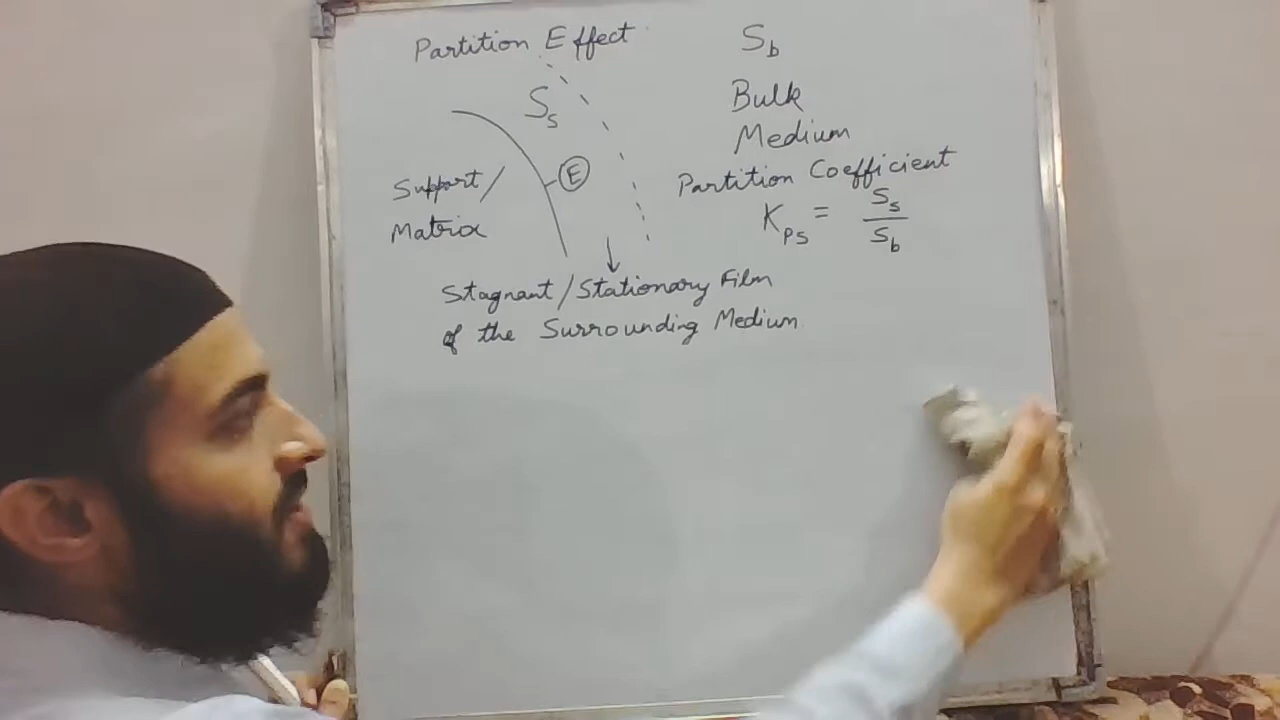 Partition Effect
S_b
S_s
Bulk
Medium
Support/
Matrix
E
Partition Coefficient
K_PS = S_s / S_b
Stagnant/Stationary Film
of the Surrounding Medium